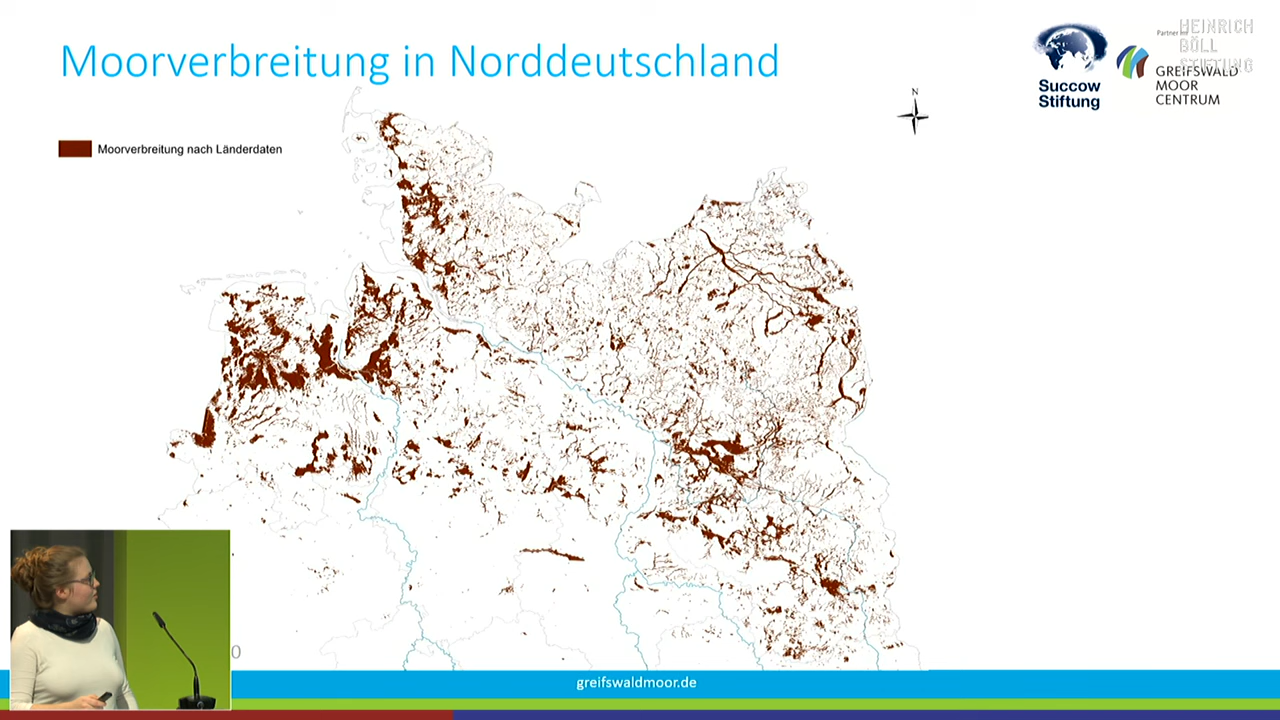 Moorverbreitung in Norddeutschland
Moorverbreitung nach Länderdaten
N
Succow
Stiftung
HEINRICH
BÖLL
STIFTUNG
GREIFSWALD
MOOR
CENTRUM
greifswaldmoor.de